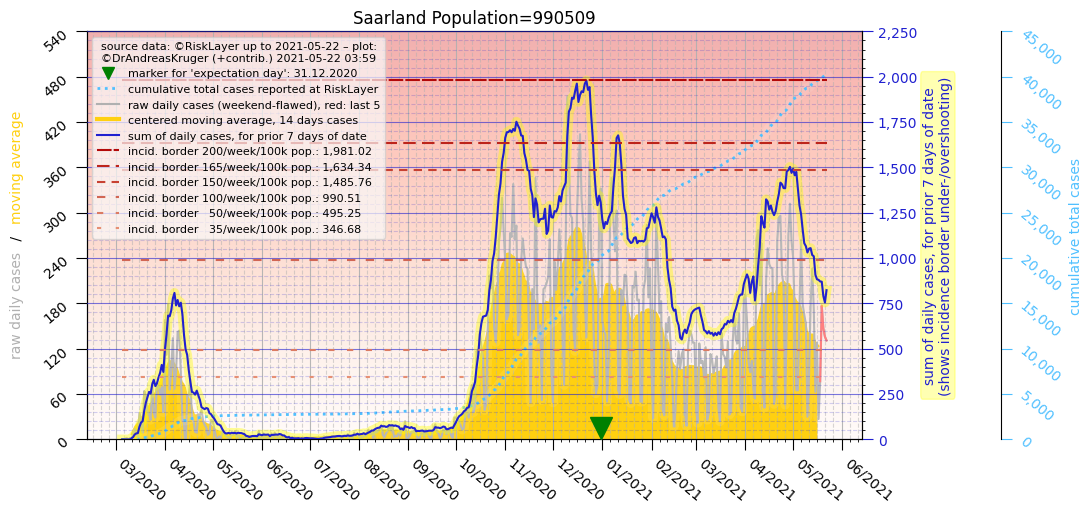 Saarland Population=990509
source data: ©RiskLayer up to 2021-05-22 – plot:
©DrAndreasKruger (+contrib.) 2021-05-22 03:59
marker for 'expectation day': 31.12.2020
cumulative total cases reported at RiskLayer
raw daily cases (weekend-flawed), red: last 5
centered moving average, 14 days cases
sum of daily cases, for prior 7 days of date
incid. border 200/week/100k pop.: 1,981.02
incid. border 165/week/100k pop.: 1,634.34
incid. border 150/week/100k pop.: 1,485.76
incid. border 100/week/100k pop.: 990.51
incid. border 50/week/100k pop.: 495.25
incid. border 35/week/100k pop.: 346.68
raw daily cases / moving average
540
480
420
360
300
240
180
120
60
0
03/2020
04/2020
05/2020
06/2020
07/2020
08/2020
09/2020
10/2020
11/2020
12/2020
01/2021
02/2021
03/2021
04/2021
05/2021
06/2021
2,250
2,000
1,750
1,500
1,250
1,000
750
500
250
0
sum of daily cases, for prior 7 days of date
(shows incidence border under-/overshooting)
45,000
40,000
35,000
30,000
25,000
20,000
15,000
10,000
5,000
0
cumulative total cases